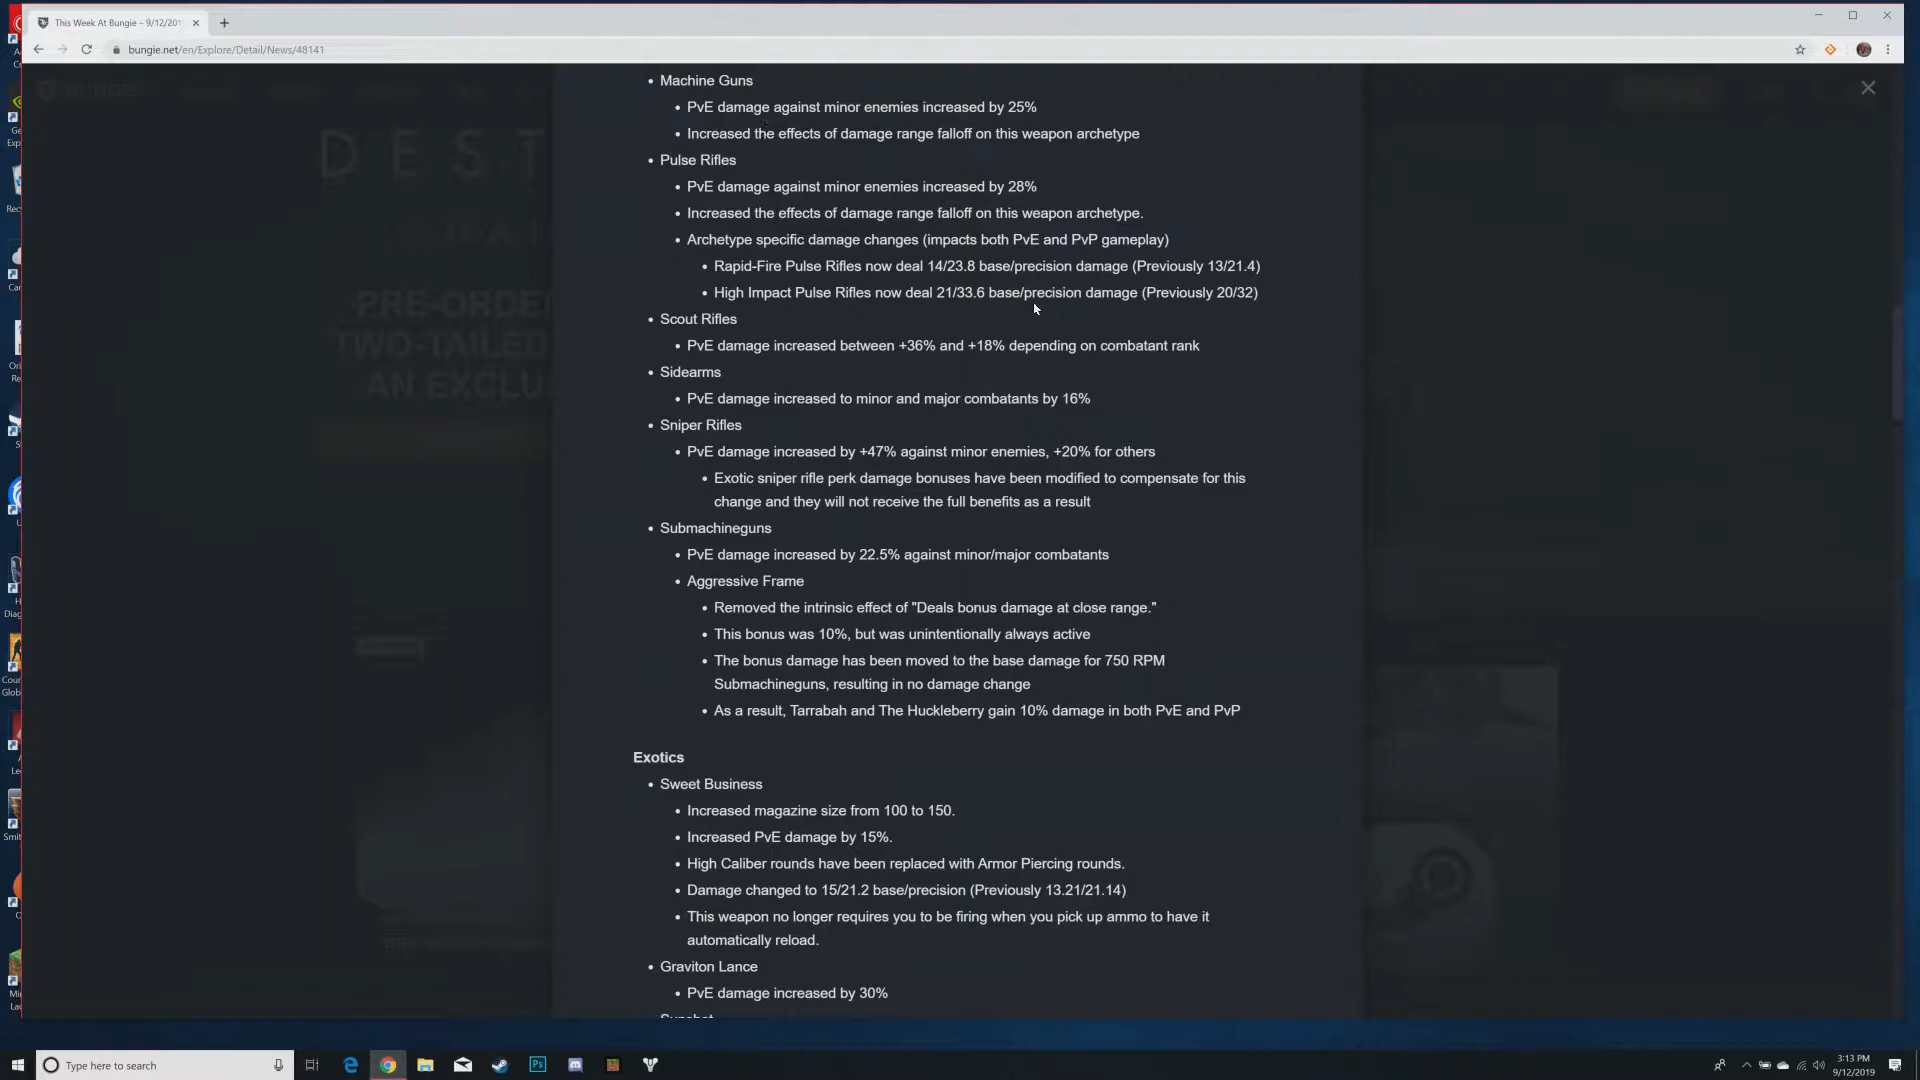 This Week At Bungie – 9/12/201
bungie.net/en/Explore/Detail/News/48141
DEST
PRE-ORDER
TWO-TAILED
AN EXCLU
• Machine Guns
• PvE damage against minor enemies increased by 25%
• Increased the effects of damage range falloff on this weapon archetype
• Pulse Rifles
• PvE damage against minor enemies increased by 28%
• Increased the effects of damage range falloff on this weapon archetype.
• Archetype specific damage changes (impacts both PvE and PvP gameplay)
• Rapid-Fire Pulse Rifles now deal 14/23.8 base/precision damage (Previously 13/21.4)
• High Impact Pulse Rifles now deal 21/33.6 base/precision damage (Previously 20/32)
• Scout Rifles
• PvE damage increased between +36% and +18% depending on combatant rank
• Sidearms
• PvE damage increased to minor and major combatants by 16%
• Sniper Rifles
• PvE damage increased by +47% against minor enemies, +20% for others
• Exotic sniper rifle perk damage bonuses have been modified to compensate for this
change and they will not receive the full benefits as a result
• Submachineguns
• PvE damage increased by 22.5% against minor/major combatants
• Aggressive Frame
• Removed the intrinsic effect of "Deals bonus damage at close range."
• This bonus was 10%, but was unintentionally always active
• The bonus damage has been moved to the base damage for 750 RPM
Submachineguns, resulting in no damage change
• As a result, Tarrabah and The Huckleberry gain 10% damage in both PvE and PvP
Exotics
• Sweet Business
• Increased magazine size from 100 to 150.
• Increased PvE damage by 15%.
• High Caliber rounds have been replaced with Armor Piercing rounds.
• Damage changed to 15/21.2 base/precision (Previously 13.21/21.14)
• This weapon no longer requires you to be firing when you pick up ammo to have it
automatically reload.
• Graviton Lance
• PvE damage increased by 30%
Type here to search
Ps
3:13 PM
9/12/2019